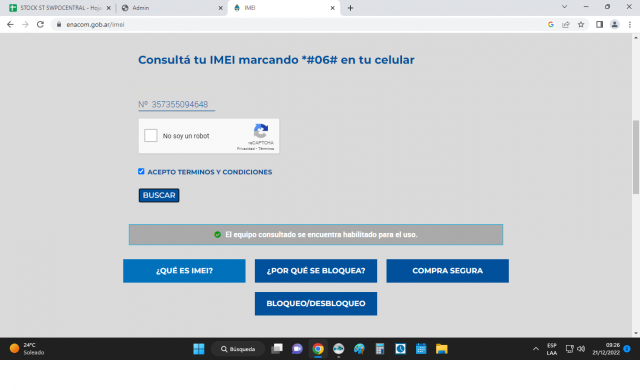 STOCK ST SWPOCENTRAL - Hoja
Admin
IMEI
enacom.gob.ar/imei
Consultá tu IMEI marcando *#06# en tu celular
Nº 357355094648
No soy un robot
reCAPTCHA
Privacidad - Términos
ACEPTO TERMINOS Y CONDICIONES
BUSCAR
El equipo consultado se encuentra habilitado para el uso.
¿QUÉ ES IMEI?
¿POR QUÉ SE BLOQUEA?
COMPRA SEGURA
BLOQUEO/DESBLOQUEO
24°C
Soleado
Búsqueda
ESP
LAA
09:26
21/12/2022